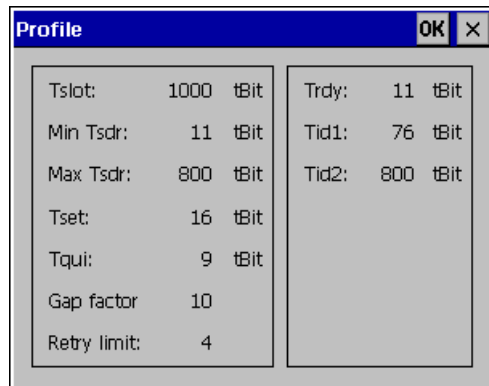 Profile OK ×
Tslot: 1000 tBit
Min Tsdr: 11 tBit
Max Tsdr: 800 tBit
Tset: 16 tBit
Tqui: 9 tBit
Gap factor 10
Retry limit: 4
Trdy: 11 tBit
Tid1: 76 tBit
Tid2: 800 tBit